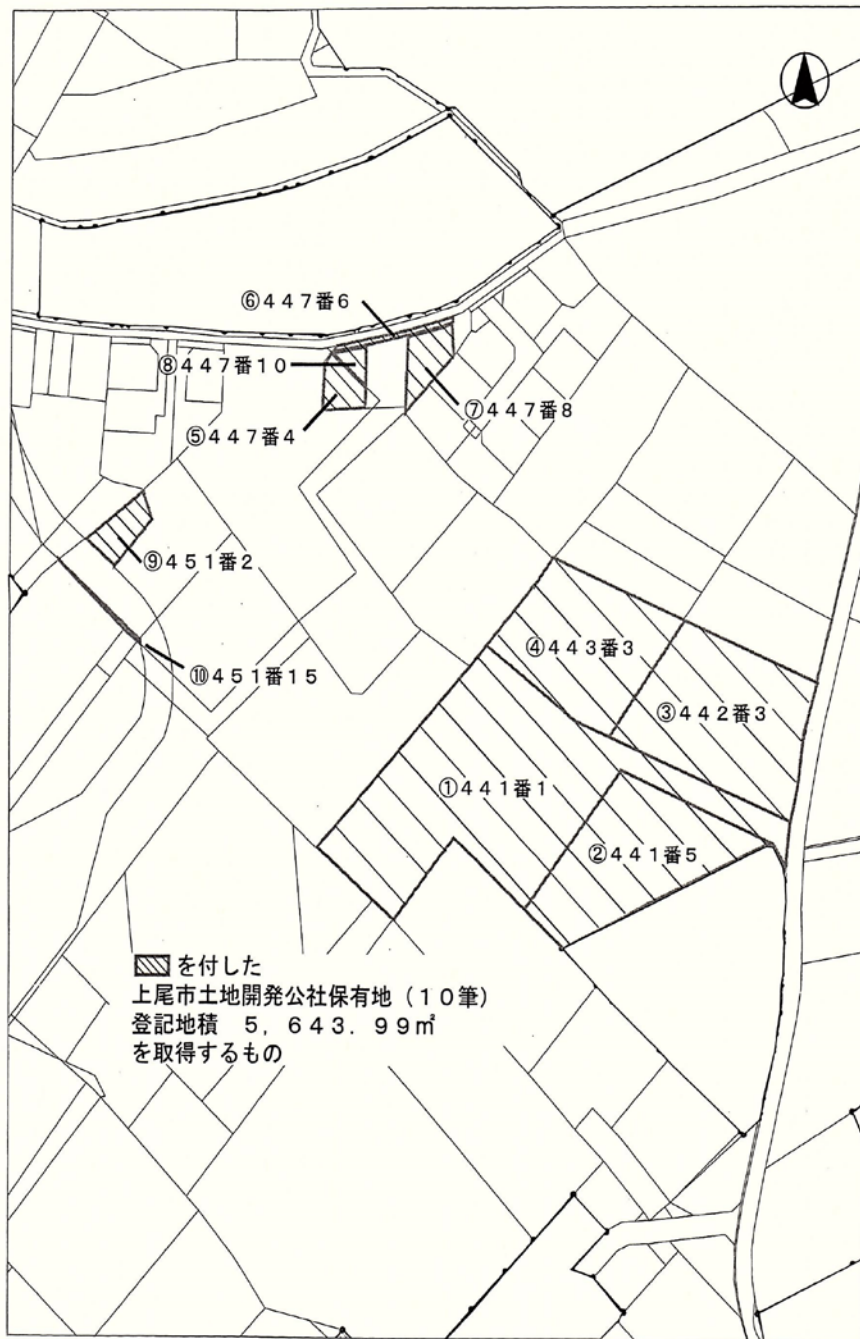 ⑥447番6
⑧447番10
⑦447番8
⑤447番4
⑨451番2
④443番3
⑩451番15
③442番3
①441番1
②441番5
を付した
上尾市土地開発公社保有地（10筆）
登記地積 5，643．99㎡
を取得するもの